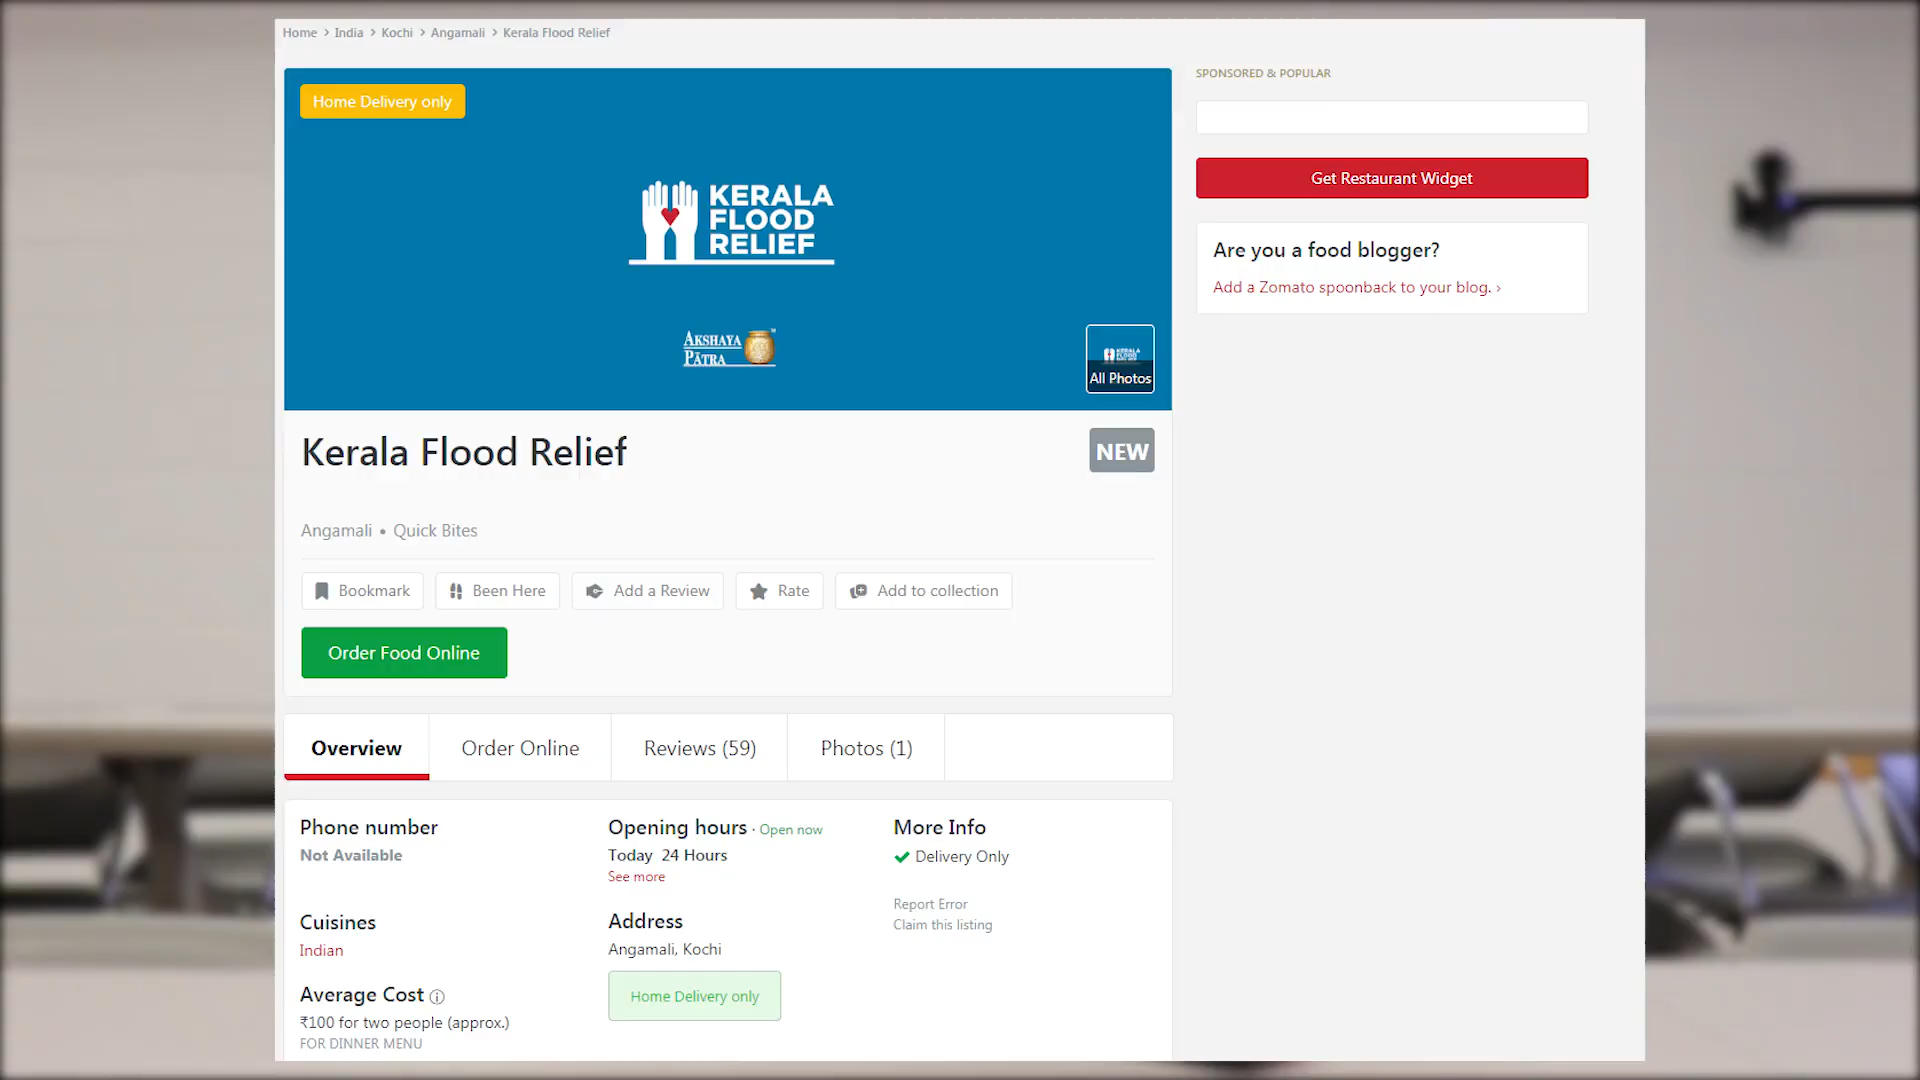 Home > India > Kochi > Angamali > Kerala Flood Relief
Home Delivery only
KERALA
FLOOD
RELIEF
AKSHAYA
PĀTRA
™
KERALA
FLOOD
All Photos
SPONSORED & POPULAR
Get Restaurant Widget
Are you a food blogger?
Add a Zomato spoonback to your blog. ›
Kerala Flood Relief
NEW
Angamali • Quick Bites
Bookmark
Been Here
Add a Review
Rate
Add to collection
Order Food Online
Overview
Order Online
Reviews (59)
Photos (1)
Phone number
Not Available
Cuisines
Indian
Average Cost
₹100 for two people (approx.)
FOR DINNER MENU
Opening hours · Open now
Today 24 Hours
See more
Address
Angamali, Kochi
Home Delivery only
More Info
Delivery Only
Report Error
Claim this listing